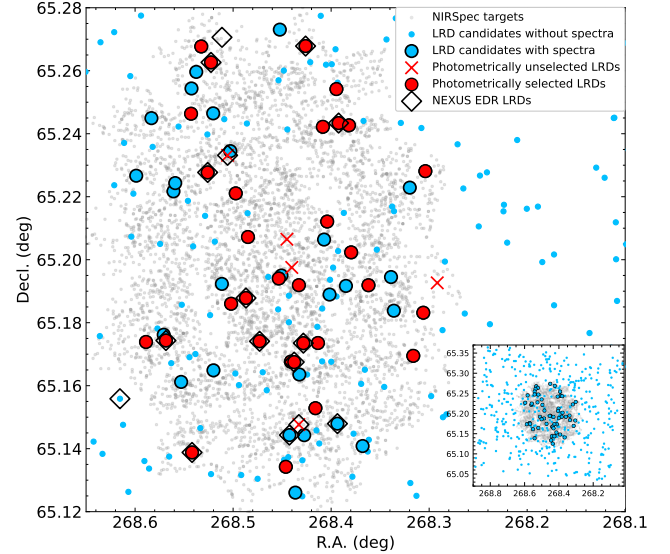 65.28
65.26
65.24
65.22
65.20
65.18
65.16
65.14
65.12
Decl. (deg)
NIRSpec targets
LRD candidates without spectra
LRD candidates with spectra
Photometrically unselected LRDs
Photometrically selected LRDs
NEXUS EDR LRDs
65.35
65.30
65.25
65.20
65.15
65.10
65.05
268.8 268.6 268.4 268.2
268.6 268.5 268.4 268.3 268.2 268.1
R.A. (deg)